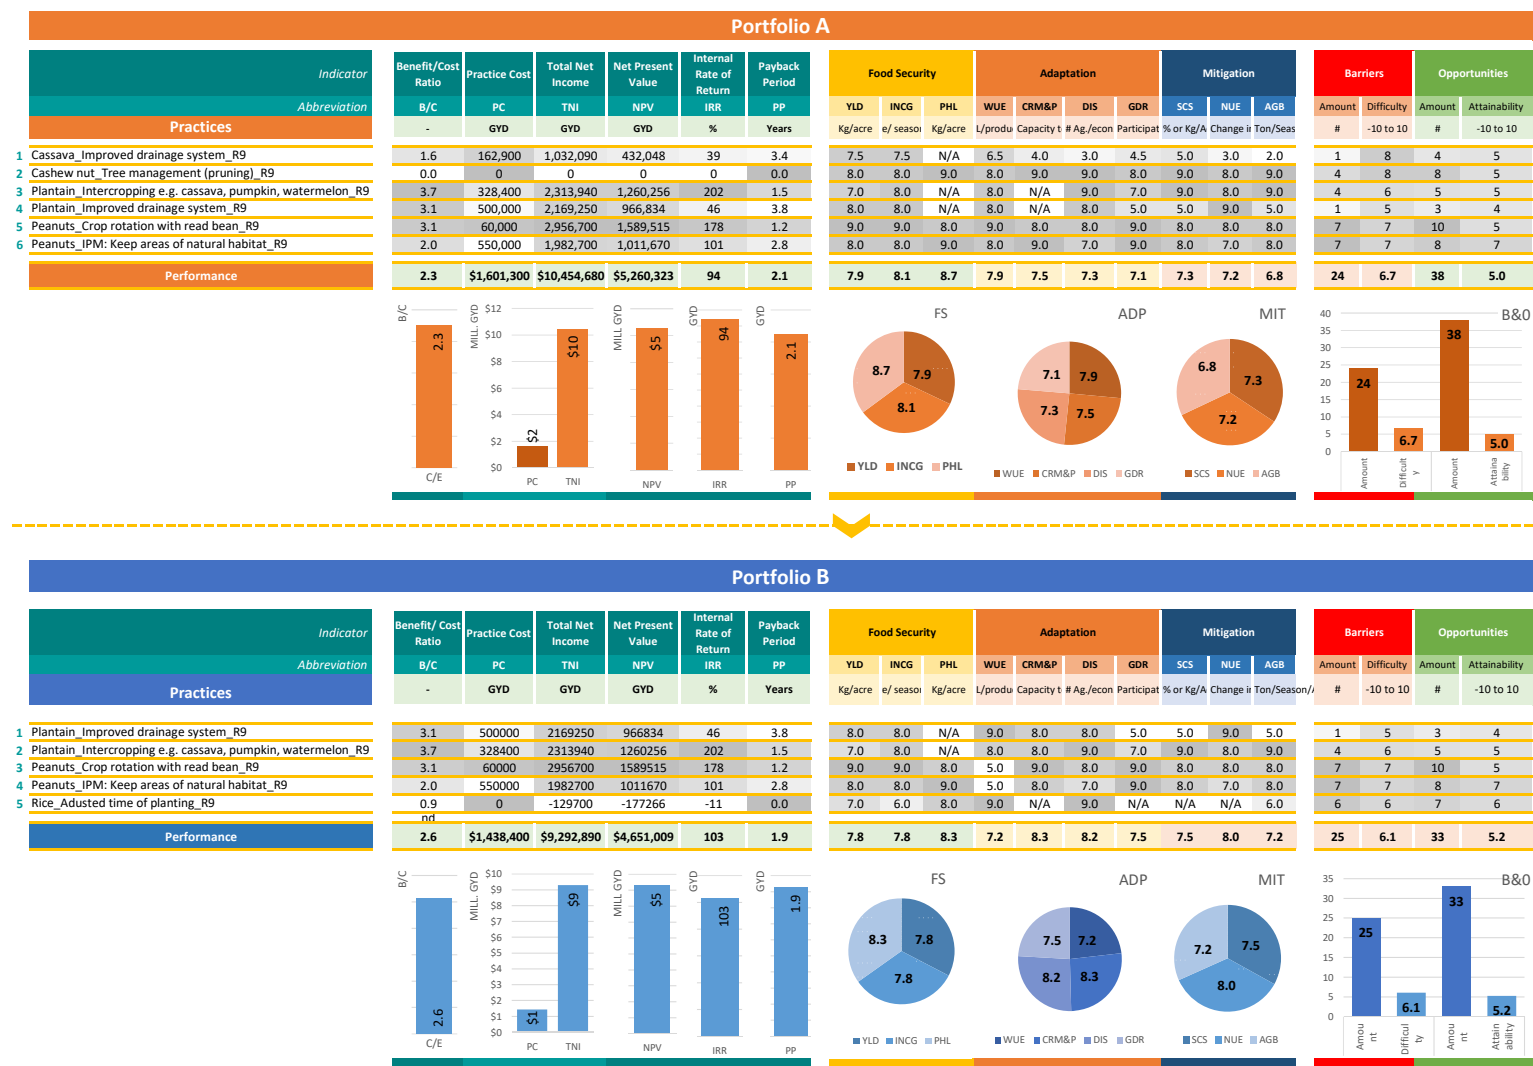 Portfolio A
Indicator Benefit/Cost Ratio Practice Cost Total Net Income Net Present Value Internal Rate of Return Payback Period Food Security Adaptation Mitigation Barriers Opportunities
Abbreviation B/C PC TNI NPV IRR PP YLD INCG PHL WUE CRM&P DIS GDR SCS NUE AGB Amount Difficulty Amount Attainability
Practices - GYD GYD GYD % Years Kg/acre e/ season Kg/acre L/produ Capacity t # Ag./econ Participat % or Kg/A Change i Ton/Seas # -10 to 10 # -10 to 10
1 Cassava_Improved drainage system_R9 1.6 162,900 1,032,090 432,048 39 3.4 7.5 7.5 N/A 6.5 4.0 3.0 4.5 5.0 3.0 2.0 1 8 4 5
2 Cashew nut_Tree management (pruning)_R9 0.0 0 0 0 0 0.0 8.0 8.0 9.0 8.0 9.0 9.0 8.0 9.0 8.0 9.0 4 8 8 5
3 Plantain_Intercropping e.g. cassava, pumpkin, watermelon_R9 3.7 328,400 2,313,940 1,260,256 202 1.5 7.0 8.0 N/A 8.0 N/A 9.0 7.0 9.0 8.0 9.0 4 6 5 5
4 Plantain_Improved drainage system_R9 3.1 500,000 2,169,250 966,834 46 3.8 8.0 8.0 N/A 8.0 N/A 8.0 5.0 5.0 9.0 5.0 1 5 3 4
5 Peanuts_Crop rotation with read bean_R9 3.1 60,000 2,956,700 1,589,515 178 1.2 9.0 9.0 8.0 8.0 9.0 8.0 9.0 8.0 8.0 8.0 7 7 10 5
6 Peanuts_IPM: Keep areas of natural habitat_R9 2.0 550,000 1,982,700 1,011,670 101 2.8 8.0 8.0 9.0 8.0 9.0 7.0 9.0 8.0 7.0 8.0 7 7 8 7
Performance 2.3 $1,601,300 $10,454,680 $5,260,323 94 2.1 7.9 8.1 8.7 7.9 7.5 7.3 7.1 7.3 7.2 6.8 24 6.7 38 5.0
B/C
2.3
C/E
MILL. GYD
$12
$10
$8
$6
$4
$2
$0
$2
$10
PC TNI
MILL GYD
$5
NPV
GYD
94
IRR
GYD
2.1
PP
FS
8.7 7.9
8.1
YLD INCG PHL
ADP
7.1 7.9
7.3 7.5
WUE CRM&P DIS GDR
MIT
6.8 7.3
7.2
SCS NUE AGB
B&0
40
35
30
25
20
15
10
5
0
24
6.7
38
5.0
Amount
Difficult y
Amount
Attaina bility
Portfolio B
Indicator Benefit/ Cost Ratio Practice Cost Total Net Income Net Present Value Internal Rate of Return Payback Period Food Security Adaptation Mitigation Barriers Opportunities
Abbreviation B/C PC TNI NPV IRR PP YLD INCG PHL WUE CRM&P DIS GDR SCS NUE AGB Amount Difficulty Amount Attainability
Practices - GYD GYD GYD % Years Kg/acre e/ season Kg/acre L/produ Capacity t # Ag./econ Participat % or Kg/A Change i Ton/Season/A # -10 to 10 # -10 to 10
1 Plantain_Improved drainage system_R9 3.1 500000 2169250 966834 46 3.8 8.0 8.0 N/A 9.0 8.0 8.0 5.0 5.0 9.0 5.0 1 5 3 4
2 Plantain_Intercropping e.g. cassava, pumpkin, watermelon_R9 3.7 328400 2313940 1260256 202 1.5 7.0 8.0 N/A 8.0 8.0 9.0 7.0 9.0 8.0 9.0 4 6 5 5
3 Peanuts_Crop rotation with read bean_R9 3.1 60000 2956700 1589515 178 1.2 9.0 9.0 8.0 5.0 9.0 8.0 9.0 8.0 8.0 8.0 7 7 10 5
4 Peanuts_IPM: Keep areas of natural habitat_R9 2.0 550000 1982700 1011670 101 2.8 8.0 8.0 9.0 5.0 8.0 7.0 9.0 8.0 7.0 8.0 7 7 8 7
5 Rice_Adusted time of planting_R9 0.9 0 -129700 -177266 -11 0.0 7.0 6.0 8.0 9.0 N/A 9.0 N/A N/A N/A 6.0 6 6 7 6
nd
Performance 2.6 $1,438,400 $9,292,890 $4,651,009 103 1.9 7.8 7.8 8.3 7.2 8.3 8.2 7.5 7.5 8.0 7.2 25 6.1 33 5.2
B/C
2.6
C/E
MILL. GYD
$10
$9
$8
$7
$6
$5
$4
$3
$2
$1
$0
$1
$9
PC TNI
MILL GYD
$5
NPV
GYD
103
IRR
GYD
1.9
PP
FS
8.3 7.8
7.8
YLD INCG PHL
ADP
7.5 7.2
8.2 8.3
WUE CRM&P DIS GDR
MIT
7.2 7.5
8.0
SCS NUE AGB
B&0
35
30
25
20
15
10
5
0
25
6.1
33
5.2
Amou nt
Difficul ty
Amou nt
Attain ability